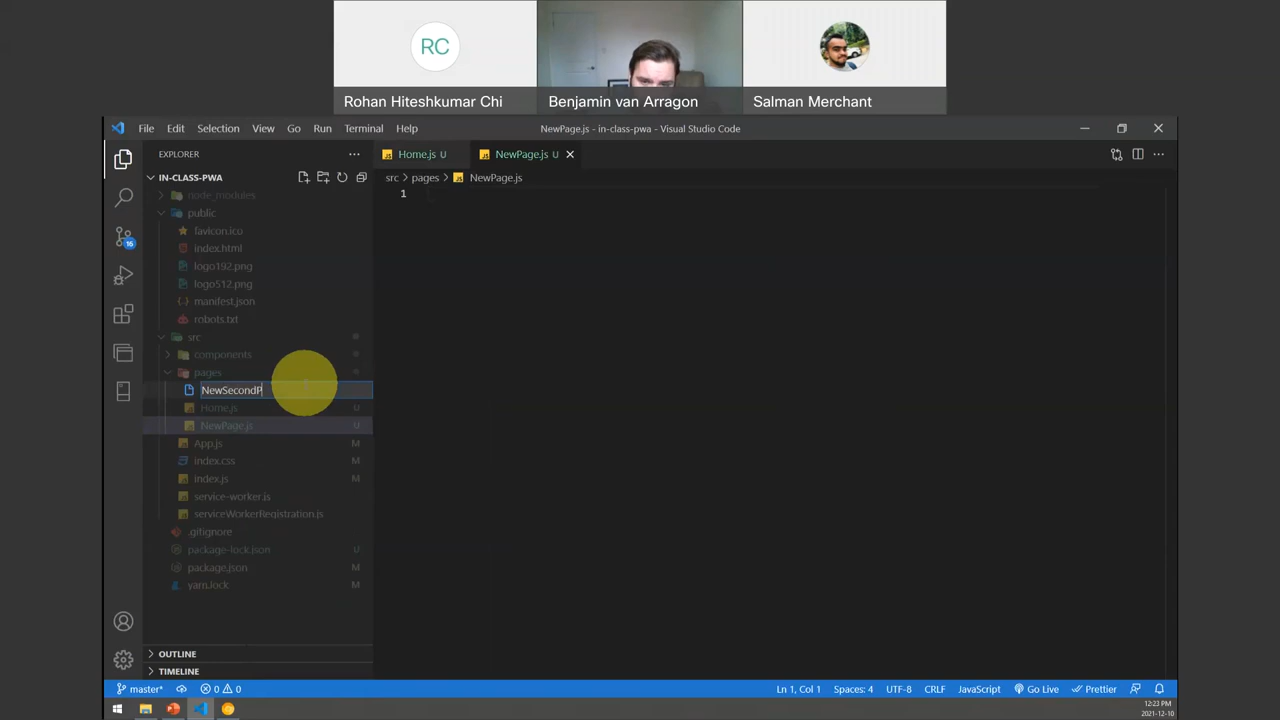 RC
Rohan Hiteshkumar Chi
Benjamin van Arragon
Salman Merchant
File Edit Selection View Go Run Terminal Help
NewPage.js - in-class-pwa - Visual Studio Code
EXPLORER
Home.js U
NewPage.js U
IN-CLASS-PWA
src > pages > NewPage.js
1
node_modules
public
favicon.ico
index.html
logo192.png
logo512.png
manifest.json
robots.txt
src
components
pages
NewSecondP
Home.js U
NewPage.js U
App.js M
index.css M
index.js M
service-worker.js
serviceWorkerRegistration.js
.gitignore
package-lock.json U
package.json M
yarn.lock M
16
OUTLINE
TIMELINE
master* 0 0 Ln 1, Col 1 Spaces: 4 UTF-8 CRLF JavaScript Go Live Prettier
12:23 PM
2021-12-10